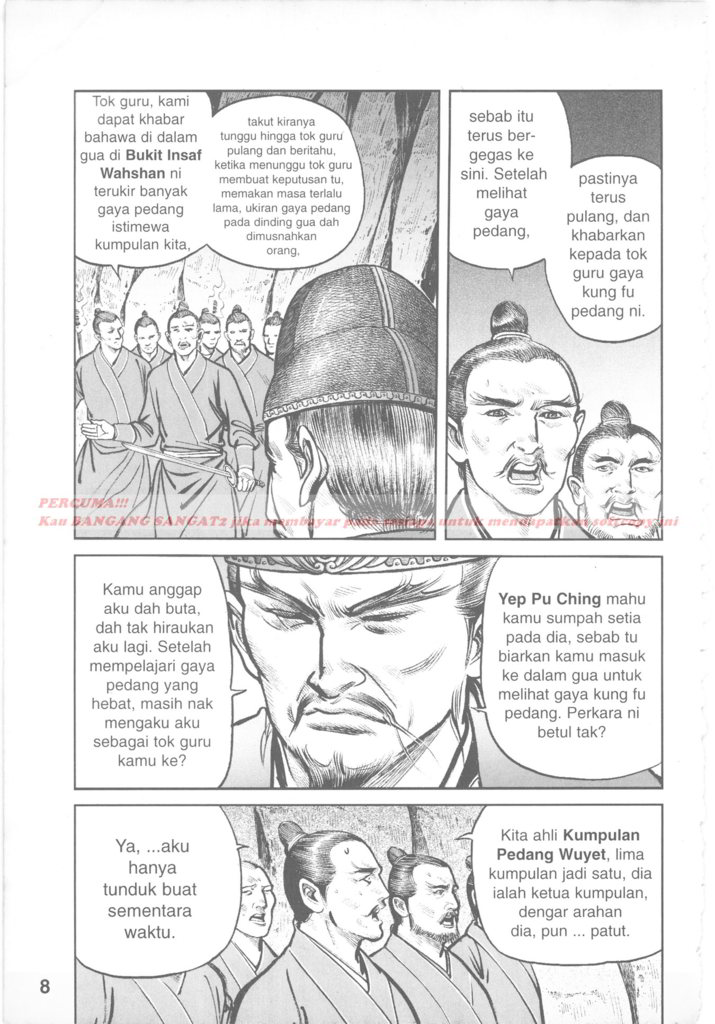 Tok guru, kami
dapat khabar
bahawa di dalam
gua di Bukit Insaf
Wahshan ni
terukir banyak
gaya pedang
istimewa
kumpulan kita,
takut kiranya
tunggu hingga tok guru
pulang dan beritahu,
ketika menunggu tok guru
membuat keputusan tu,
memakan masa terlalu
lama, ukiran gaya pedang
pada dinding gua dah
dimusnahkan
orang,
sebab itu
terus ber-
gegas ke
sini. Setelah
melihat
gaya
pedang,
pastinya
terus
pulang, dan
khabarkan
kepada tok
guru gaya
kung fu
pedang ni.
PERCUMA!!!
Kau BANGANG SANGAT2 jika membayar pada sesiapa untuk mendapatkan softcopy ini
Kamu anggap
aku dah buta,
dah tak hiraukan
aku lagi. Setelah
mempelajari gaya
pedang yang
hebat, masih nak
mengaku aku
sebagai tok guru
kamu ke?
Yep Pu Ching mahu
kamu sumpah setia
pada dia, sebab tu
biarkan kamu masuk
ke dalam gua untuk
melihat gaya kung fu
pedang. Perkara ni
betul tak?
Ya, ...aku
hanya
tunduk buat
sementara
waktu.
Kita ahli Kumpulan
Pedang Wuyet, lima
kumpulan jadi satu, dia
ialah ketua kumpulan,
dengar arahan
dia, pun ... patut.
8